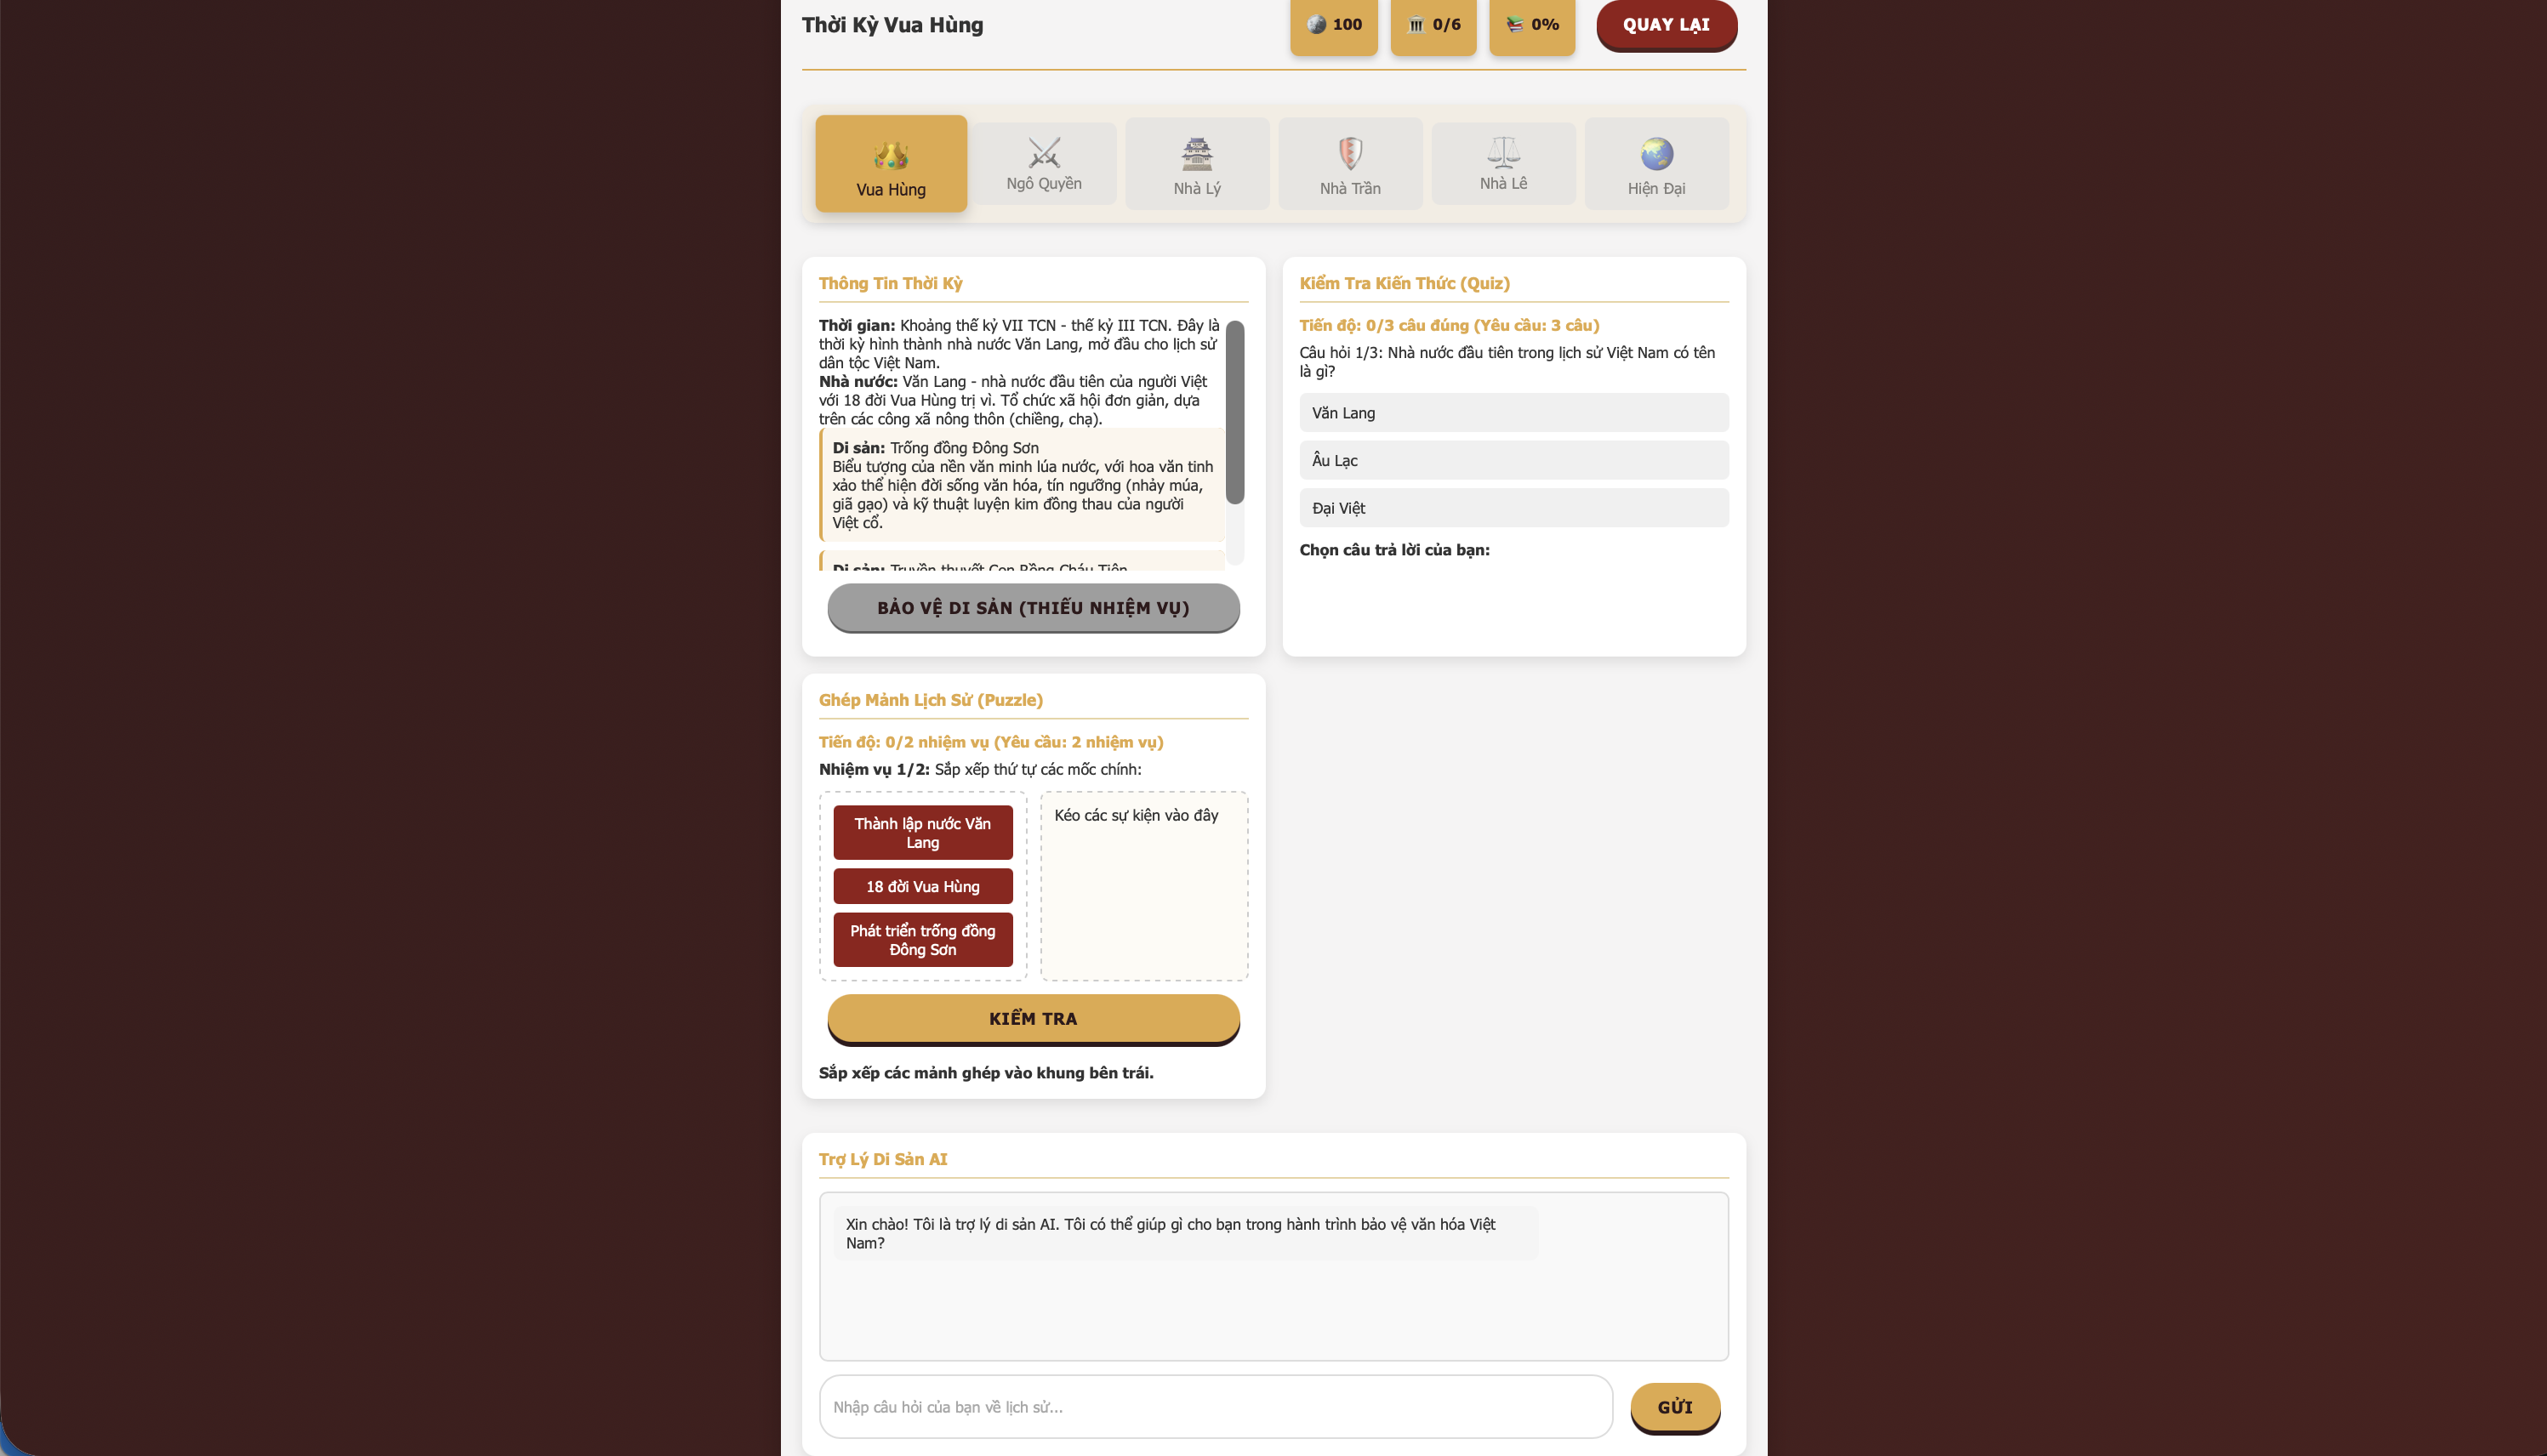 Thời Kỳ Vua Hùng
100
0/6
0%
QUAY LẠI
Vua Hùng
Ngô Quyền
Nhà Lý
Nhà Trần
Nhà Lê
Hiện Đại
Thông Tin Thời Kỳ
Thời gian: Khoảng thế kỷ VII TCN - thế kỷ III TCN. Đây là
thời kỳ hình thành nhà nước Văn Lang, mở đầu cho lịch sử
dân tộc Việt Nam.
Nhà nước: Văn Lang - nhà nước đầu tiên của người Việt
với 18 đời Vua Hùng trị vì. Tổ chức xã hội đơn giản, dựa
trên các công xã nông thôn (chiềng, chạ).
Di sản: Trống đồng Đông Sơn
Biểu tượng của nền văn minh lúa nước, với hoa văn tinh
xảo thể hiện đời sống văn hóa, tín ngưỡng (nhảy múa,
giã gạo) và kỹ thuật luyện kim đồng thau của người
Việt cổ.
Di sản: Truyền thuyết Con Rồng Cháu Tiên
BẢO VỆ DI SẢN (THIẾU NHIỆM VỤ)
Kiểm Tra Kiến Thức (Quiz)
Tiến độ: 0/3 câu đúng (Yêu cầu: 3 câu)
Câu hỏi 1/3: Nhà nước đầu tiên trong lịch sử Việt Nam có tên
là gì?
Văn Lang
Âu Lạc
Đại Việt
Chọn câu trả lời của bạn:
Ghép Mảnh Lịch Sử (Puzzle)
Tiến độ: 0/2 nhiệm vụ (Yêu cầu: 2 nhiệm vụ)
Nhiệm vụ 1/2: Sắp xếp thứ tự các mốc chính:
Thành lập nước Văn
Lang
18 đời Vua Hùng
Phát triển trống đồng
Đông Sơn
Kéo các sự kiện vào đây
KIỂM TRA
Sắp xếp các mảnh ghép vào khung bên trái.
Trợ Lý Di Sản AI
Xin chào! Tôi là trợ lý di sản AI. Tôi có thể giúp gì cho bạn trong hành trình bảo vệ văn hóa Việt
Nam?
Nhập câu hỏi của bạn về lịch sử...
GỬI